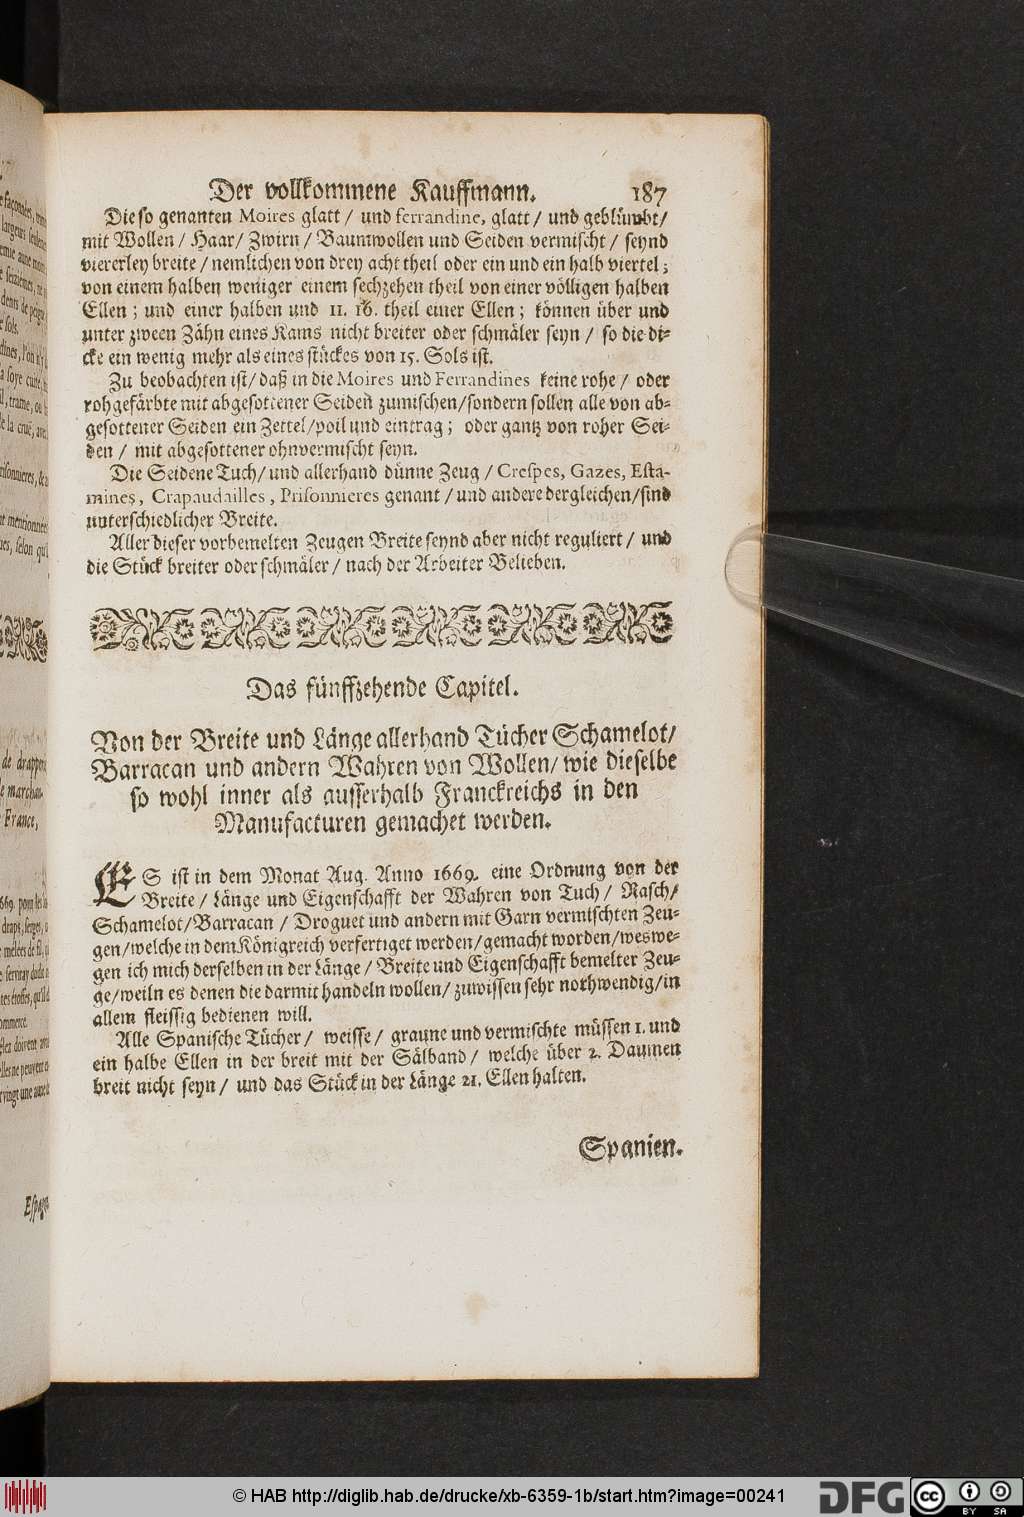 Der vollkommene Kauffmann. 187
Die so genanten Moires glatt / und ferrandine, glatt / und geblümbt /
mit Wollen / Haar / Zwirn / Baumwollen und Seiden vermischt / seynd
viererley breite / nemlichen von drey acht theil oder ein und ein halb viertel;
von einem halben weniger einem sechzehen theil von einer völligen halben
Ellen; und einer halben und 11. 16. theil einer Ellen; können über und
unter zween Zähn eines Kams nicht breiter oder schmäler seyn / so die di-
cke ein wenig mehr als eines stückes von 15. Sols ist.
Zu beobachten ist / daß in die Moires und Ferrandines keine rohe / oder
roh gefärbte mit abgesottener Seiden zumischen / sondern sollen alle von ab-
gesottener Seiden ein Zettel / poil und eintrag; oder gantz von roher Sei-
den / mit abgesottener ohnvermischt seyn.
Die Seidene Tuch / und allerhand dünne Zeug / Crespes, Gazes, Esta-
mines, Crapaudailles, Prisonnieres genant / und andere dergleichen / sind
unterschiedlicher Breite.
Aller dieser vorbemelten Zeugen Breite seynd aber nicht reguliert / und
die Stück breiter oder schmäler / nach der Arbeiter Belieben.
Das fünffzehende Capitel.
Von der Breite und Länge allerhand Tücher Schamelot /
Barracan und andern Wahren von Wollen / wie dieselbe
so wohl inner als ausserhalb Franckreichs in den
Manufacturen gemachet werden.
ES ist in dem Monat Aug. Anno 1669. eine Ordnung von der
Breite / Länge und Eigenschafft der Wahren von Tuch / Rasch /
Schamelot / Barracan / Droguet und andern mit Garn vermischten Zeu-
gen / welche in dem Königreich verfertiget werden / gemacht worden / weswe-
gen ich mich derselben in der Länge / Breite und Eigenschafft bemelter Zeu-
ge / weiln es denen die darmit handeln wollen / zuwissen sehr nothwendig / in
allem fleissig bedienen will.
Alle Spanische Tücher / weisse / graune und vermischte müssen 1. und
ein halbe Ellen in der breit mit der Sälband / welche über 2. Daumen
breit nicht seyn / und das Stück in der Länge 21. Ellen halten.
Spanien.
© HAB http://diglib.hab.de/drucke/xb-6359-1b/start.htm?image=00241
DFG
cc BY SA